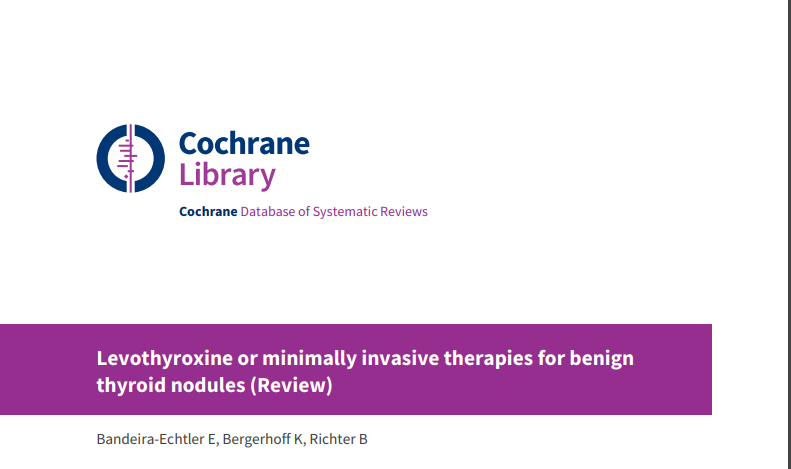 Cochrane
Library
Cochrane Database of Systematic Reviews
Levothyroxine or minimally invasive therapies for benign
thyroid nodules (Review)
Bandeira-Echtler E, Bergerhoff K, Richter B